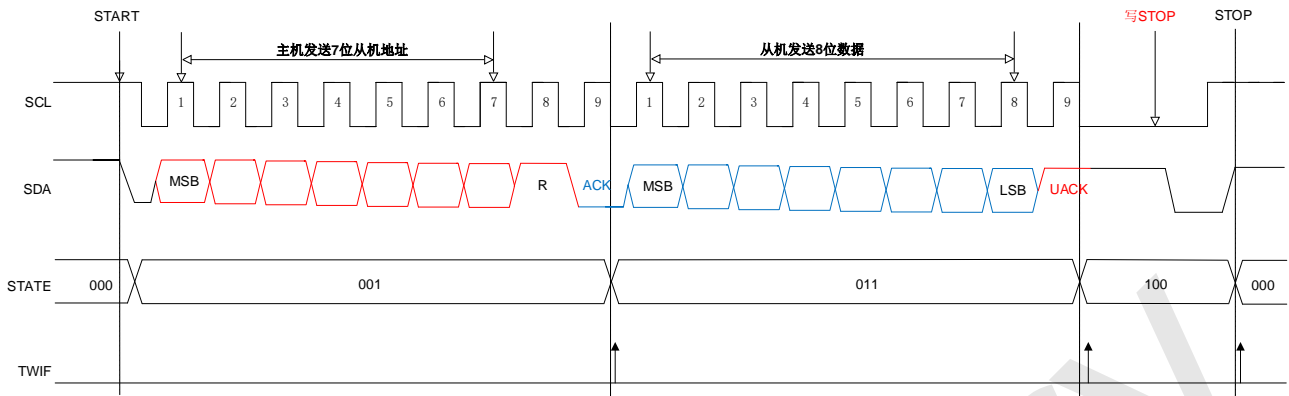 START 写STOP STOP
主机发送7位从机地址 从机发送8位数据
SCL 1 2 3 4 5 6 7 8 9 1 2 3 4 5 6 7 8 9
SDA MSB R ACK MSB LSB UACK
STATE 000 001 011 100 000
TWIF